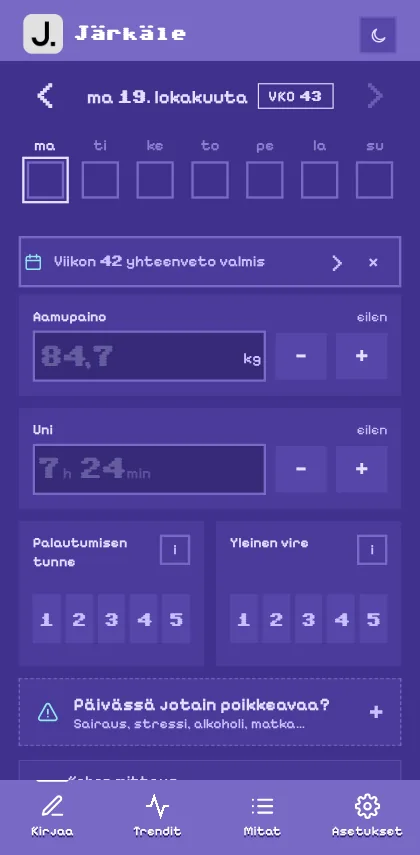 J. Järkäle
ma 19. lokakuuta VKO 43
ma ti ke to pe la su
Viikon 42 yhteenveto valmis
Aamupaino eilen
84,7 kg - +
Uni eilen
7 h 24 min - +
Palautumisen tunne i
1 2 3 4 5
Yleinen vire i
1 2 3 4 5
Päivässä jotain poikkeavaa?
Sairaus, stressi, alkoholi, matka...
Kirjaa Trendit Mitat Asetukset